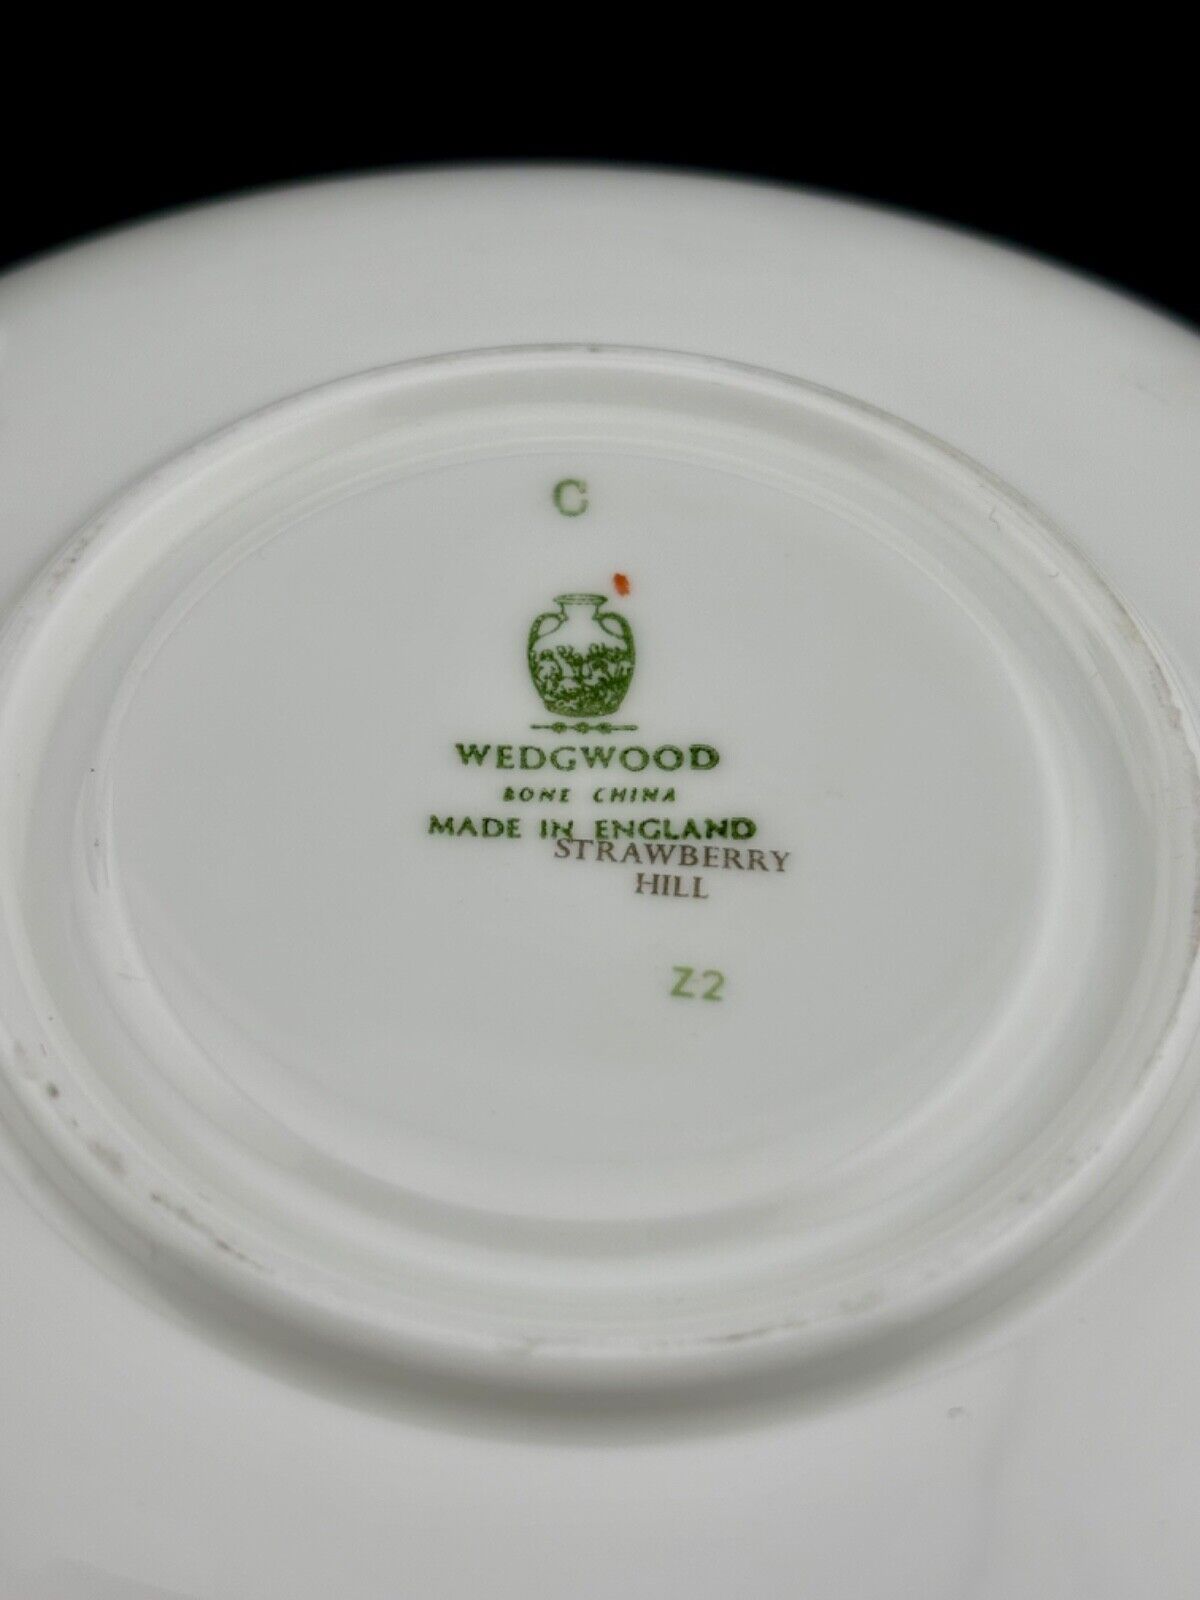 C
WEDGWOOD
BONE CHINA
MADE IN ENGLAND
STRAWBERRY
HILL
Z2